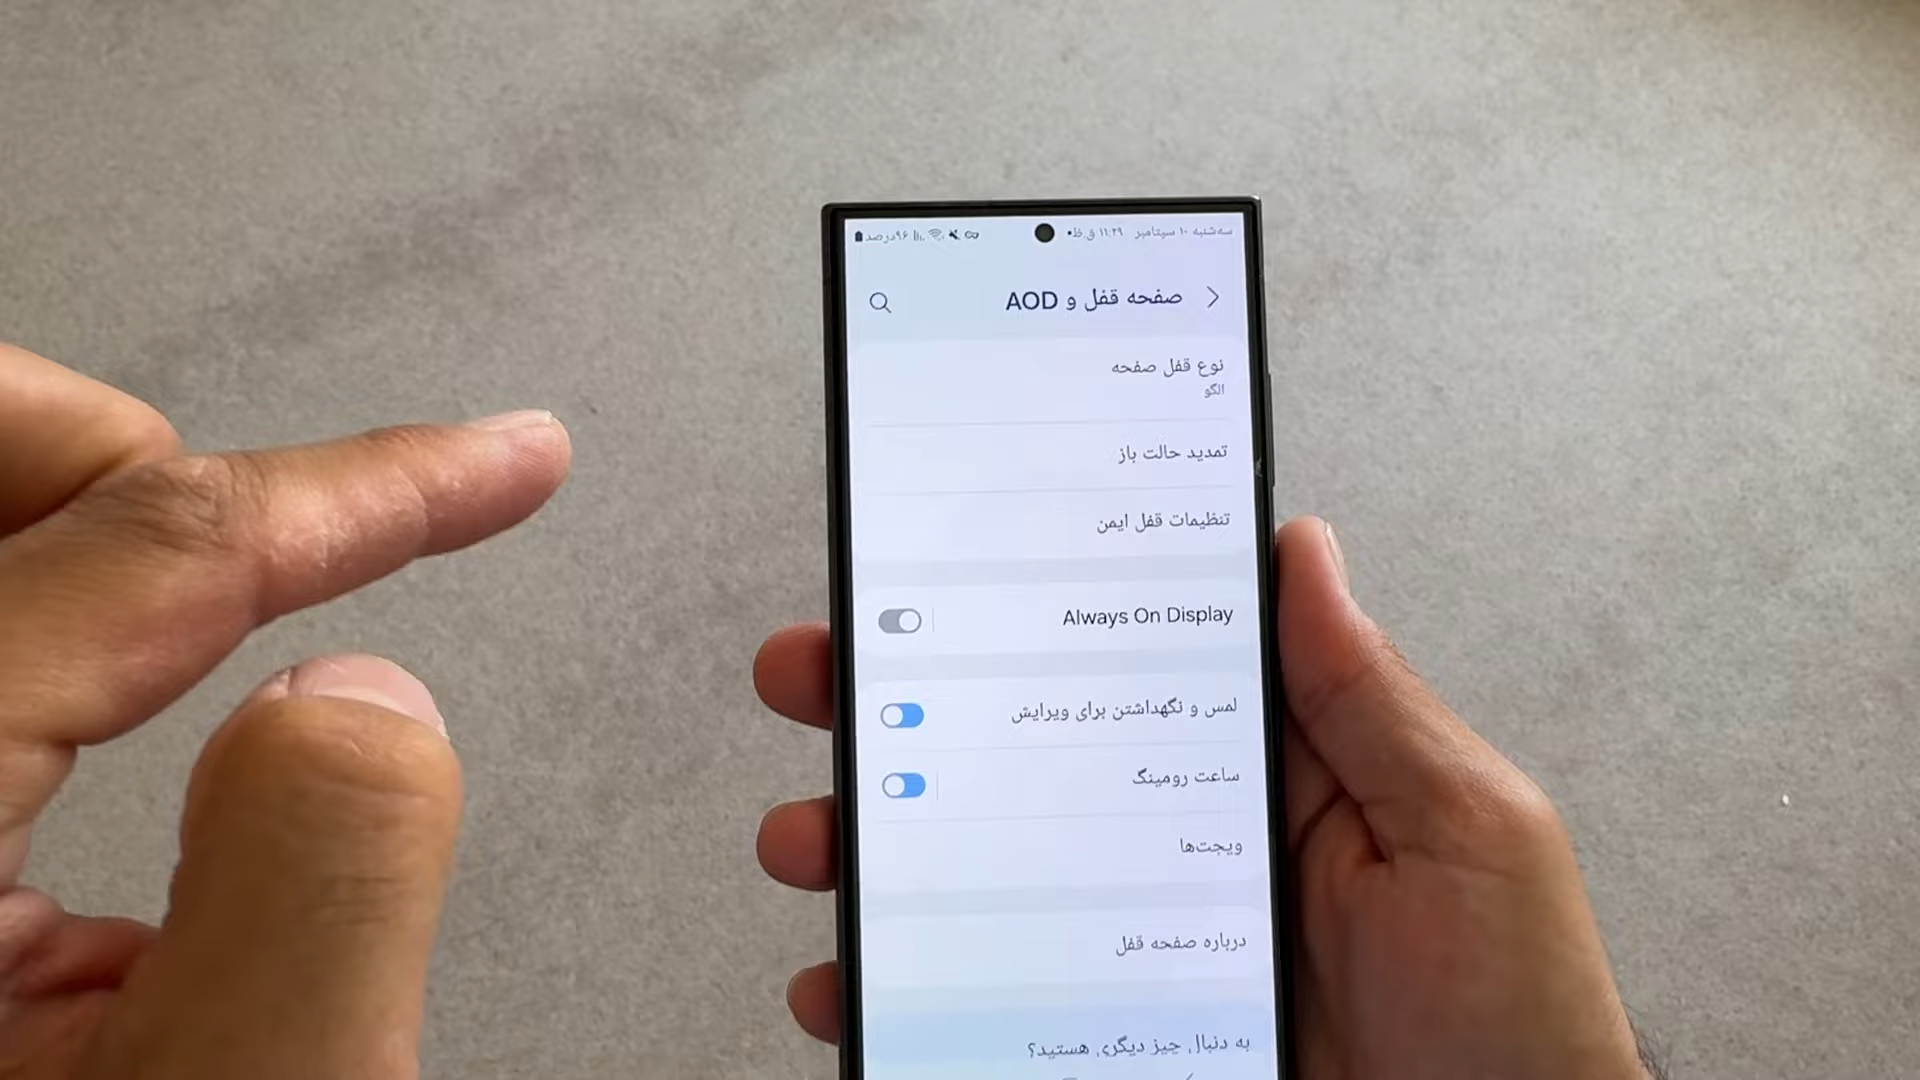 سه‌شنبه ۱۰ سپتامبر ۱۱:۲۹ ق.ظ •
۹۶درصد
صفحه قفل و AOD
نوع قفل صفحه
الگو
تمدید حالت باز
تنظیمات قفل ایمن
Always On Display
لمس و نگهداشتن برای ویرایش
ساعت رومینگ
ویجت‌ها
درباره صفحه قفل
به دنبال چیز دیگری هستید؟